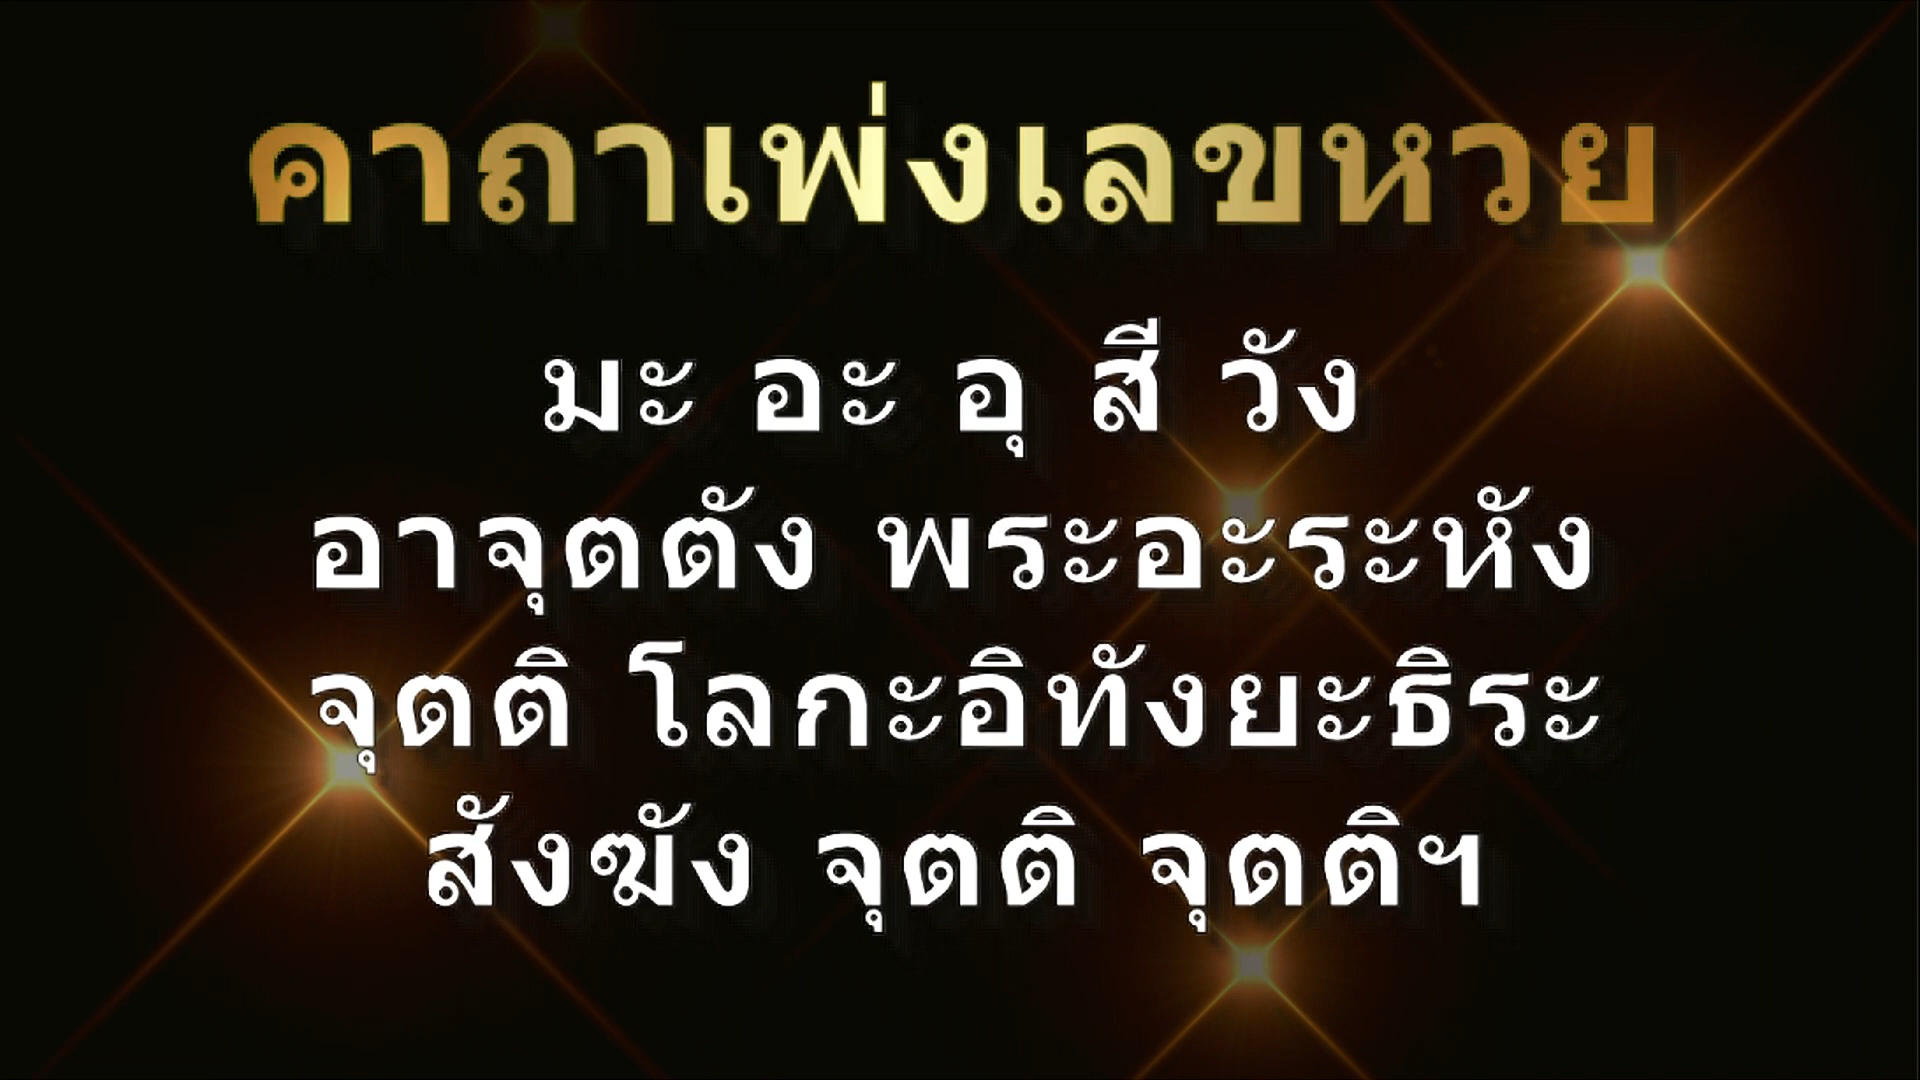 คาถาเพ่งเลขหวย
มะ อะ อุ สี วัง
อาจุตตัง พระอะระหัง
จุตติ โลกะอิทังยะธิระ
สังฆัง จุตติ จุตติฯ